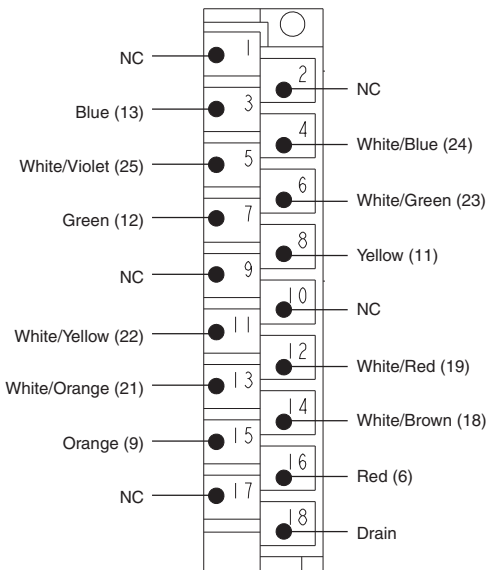 NC 1
2 NC
Blue (13) 3
4 White/Blue (24)
White/Violet (25) 5
6 White/Green (23)
Green (12) 7
8 Yellow (11)
NC 9
10 NC
White/Yellow (22) 11
12 White/Red (19)
White/Orange (21) 13
14 White/Brown (18)
Orange (9) 15
16 Red (6)
NC 17
18 Drain